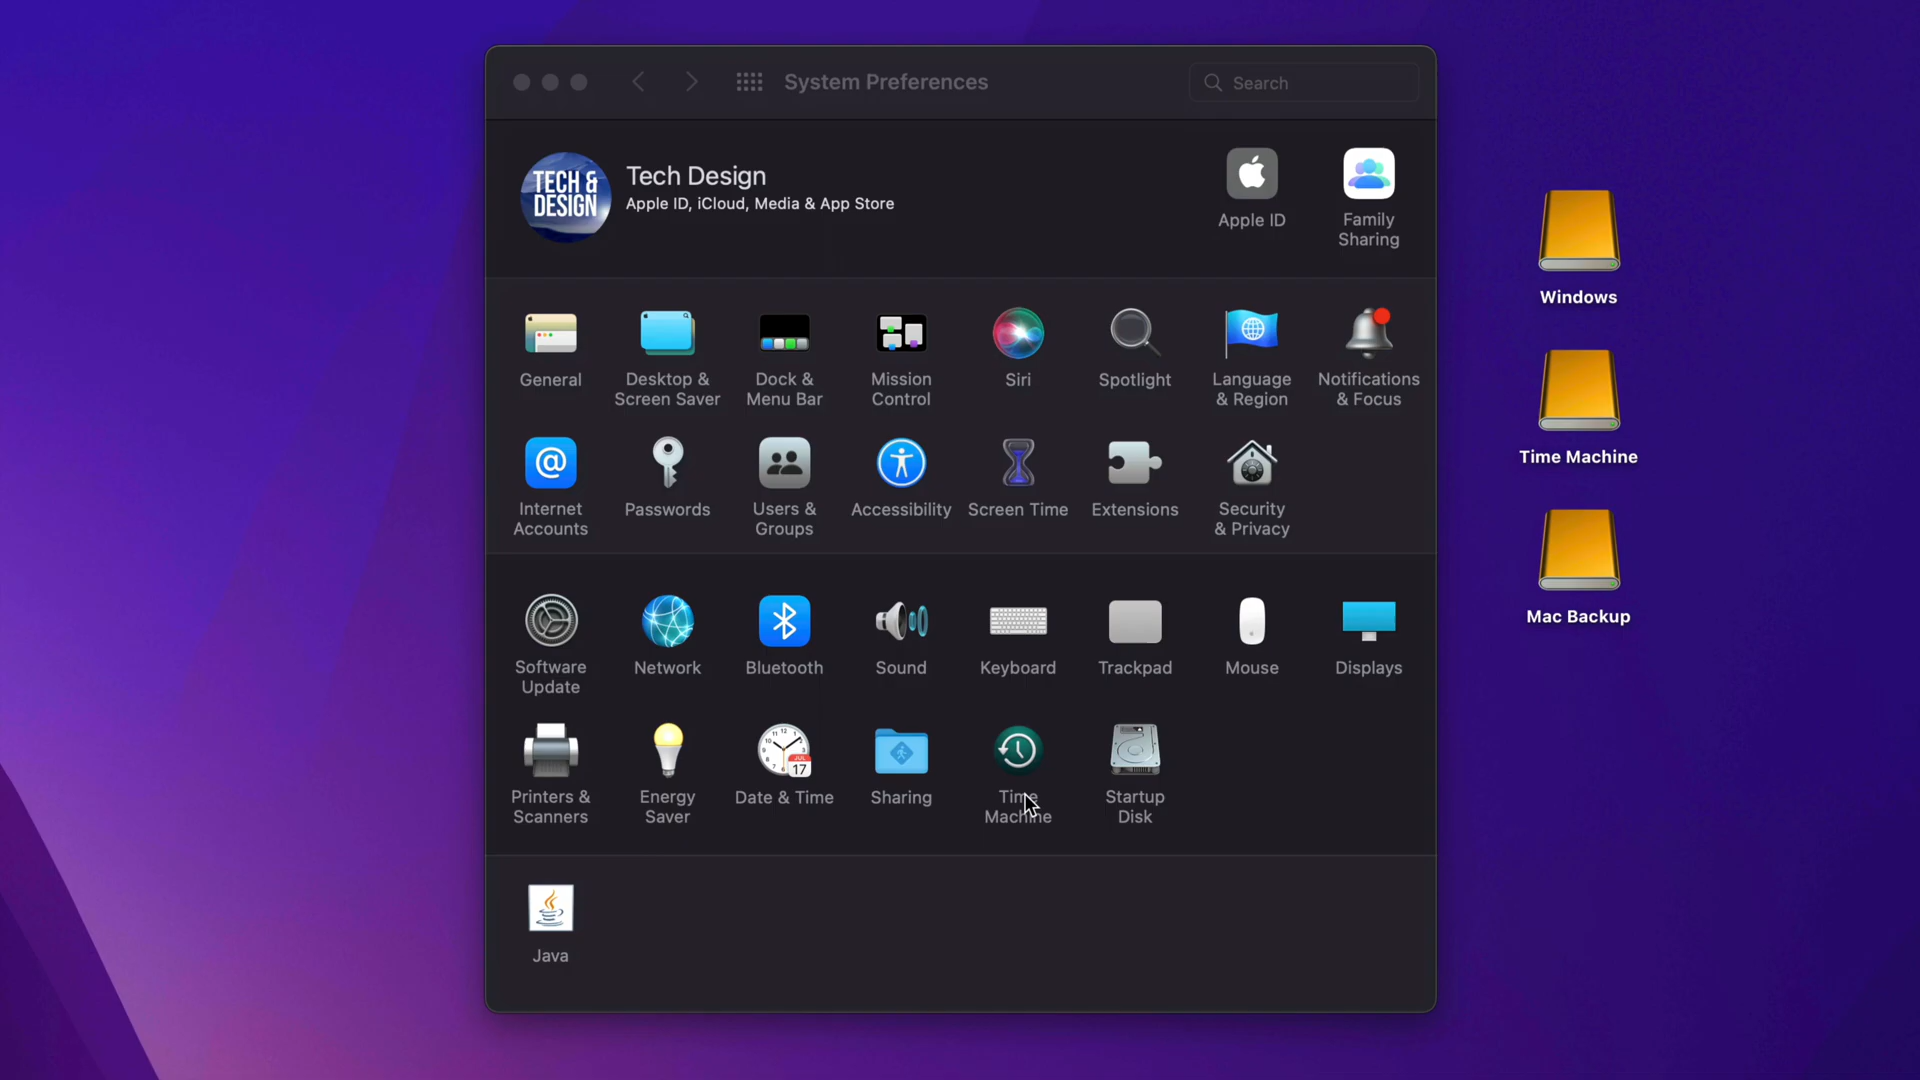 System Preferences
Search
TECH &
DESIGN
Tech Design
Apple ID, iCloud, Media & App Store
Apple ID
Family
Sharing
General
Desktop &
Screen Saver
Dock &
Menu Bar
Mission
Control
Siri
Spotlight
Language
& Region
Notifications
& Focus
Internet
Accounts
Passwords
Users &
Groups
Accessibility
Screen Time
Extensions
Security
& Privacy
Software
Update
Network
Bluetooth
Sound
Keyboard
Trackpad
Mouse
Displays
JUL
17
Printers &
Scanners
Energy
Saver
Date & Time
Sharing
Time
Machine
Startup
Disk
Java
Windows
Time Machine
Mac Backup